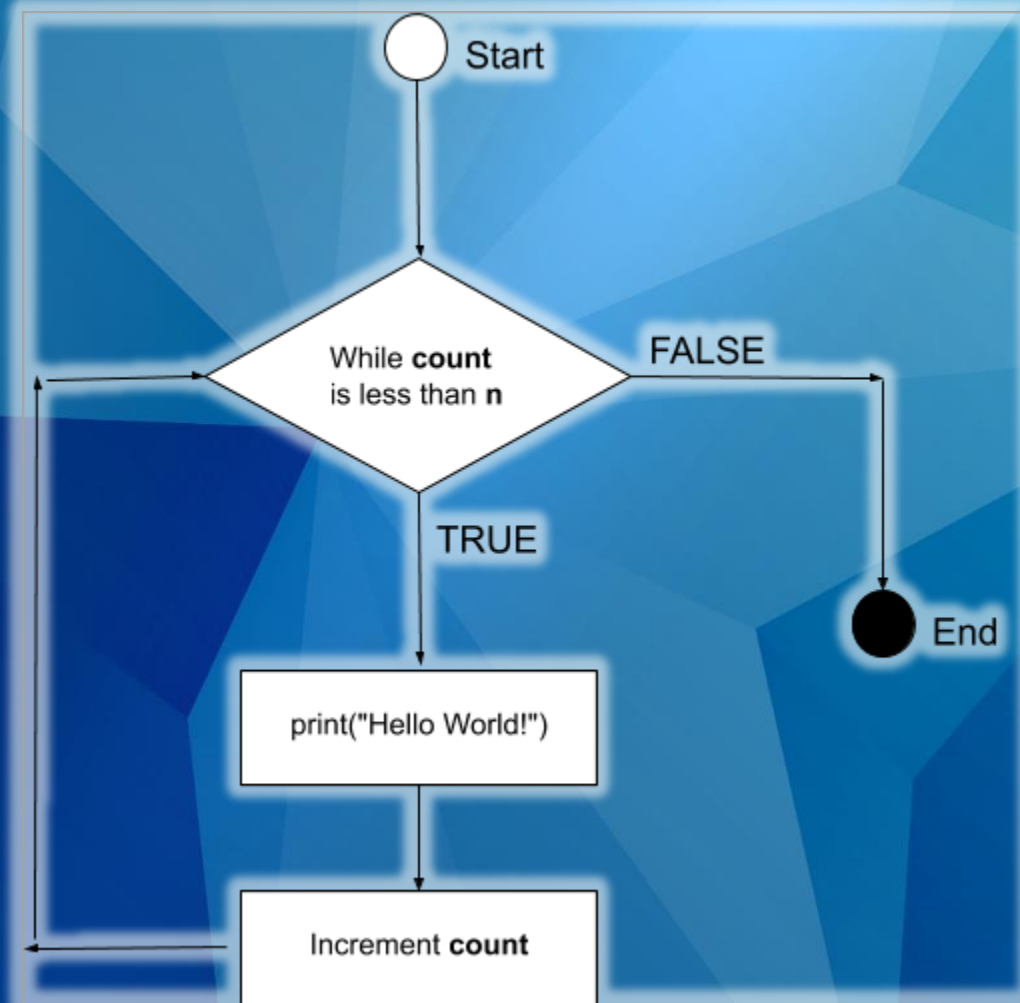 Start
While count
is less than n
FALSE
TRUE
End
print("Hello World!")
Increment count